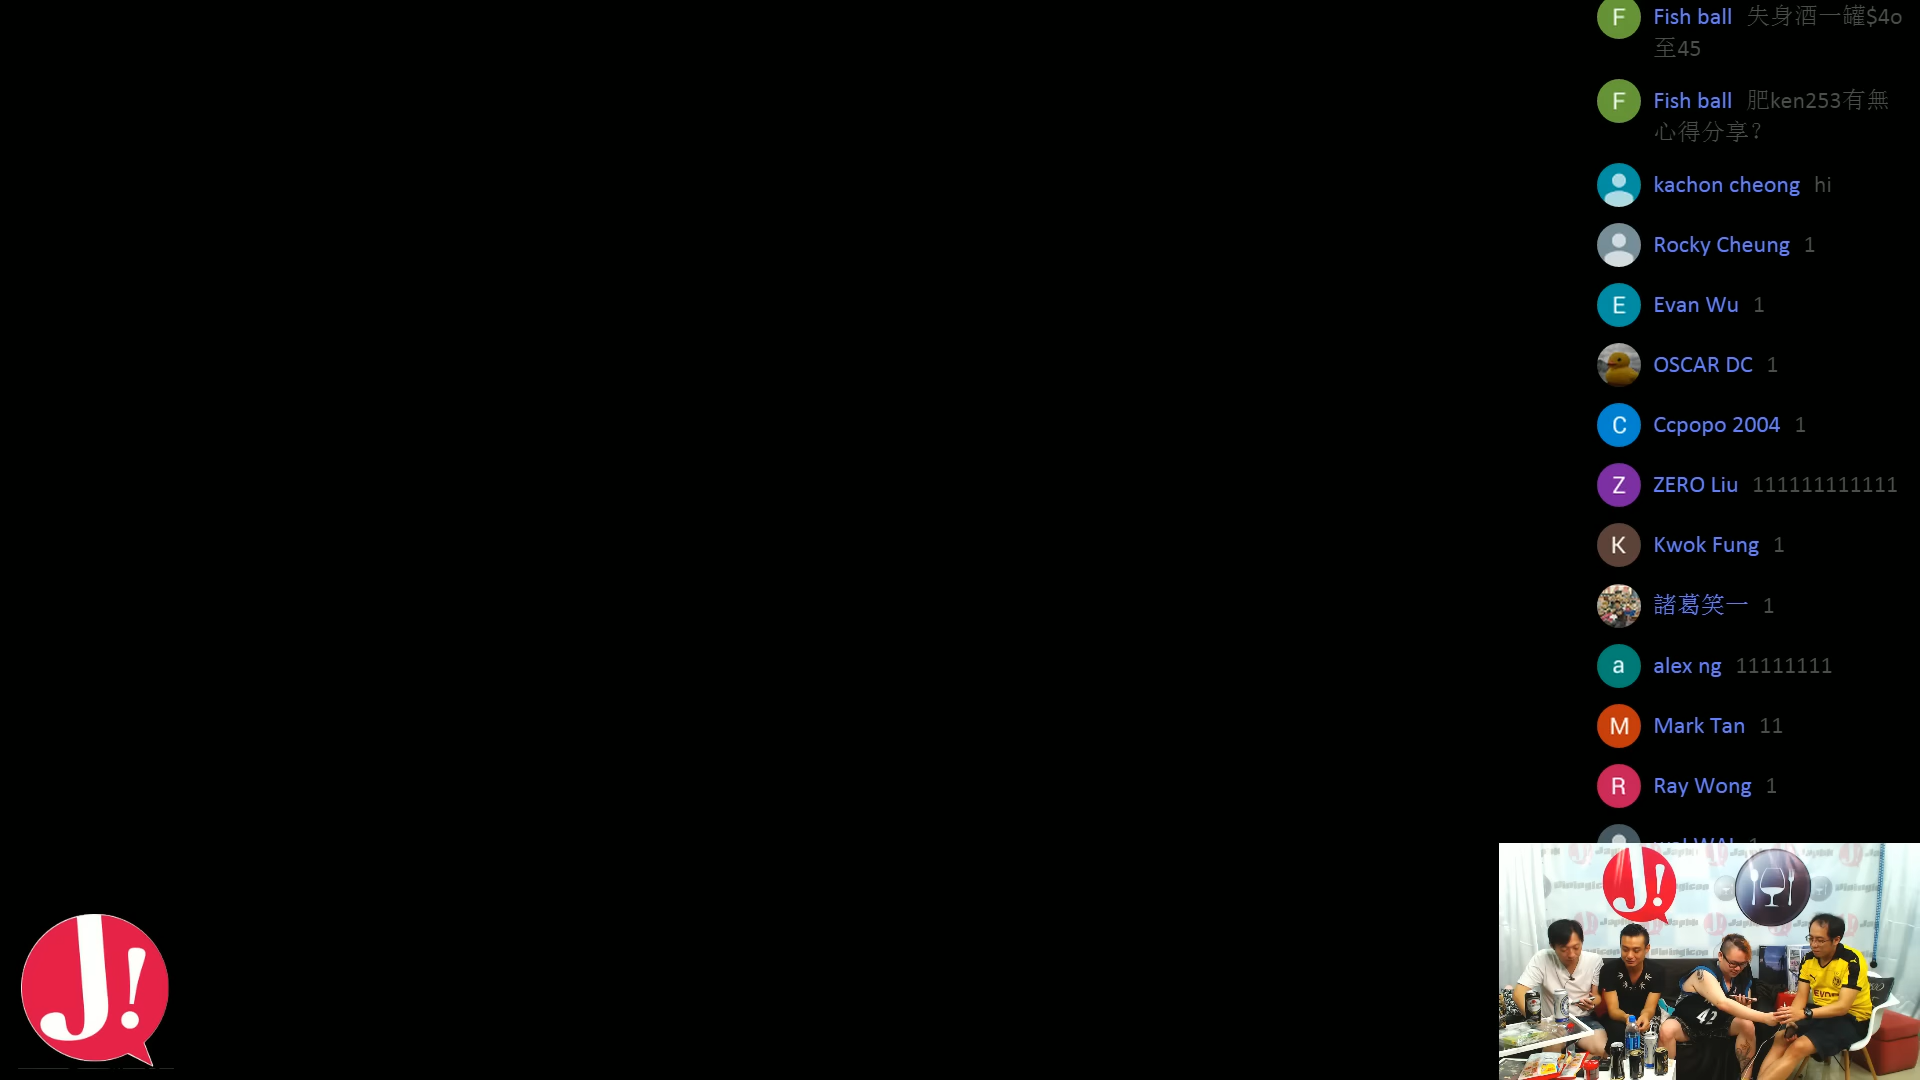 F Fish ball 失身酒一罐$4o
至45
F Fish ball 肥ken253有無
心得分享?
kachon cheong hi
Rocky Cheung 1
E Evan Wu 1
OSCAR DC 1
C Ccpopo 2004 1
Z ZERO Liu 111111111111
K Kwok Fung 1
諸葛笑一 1
a alex ng 11111111
M Mark Tan 11
R Ray Wong 1
J!
J!
42